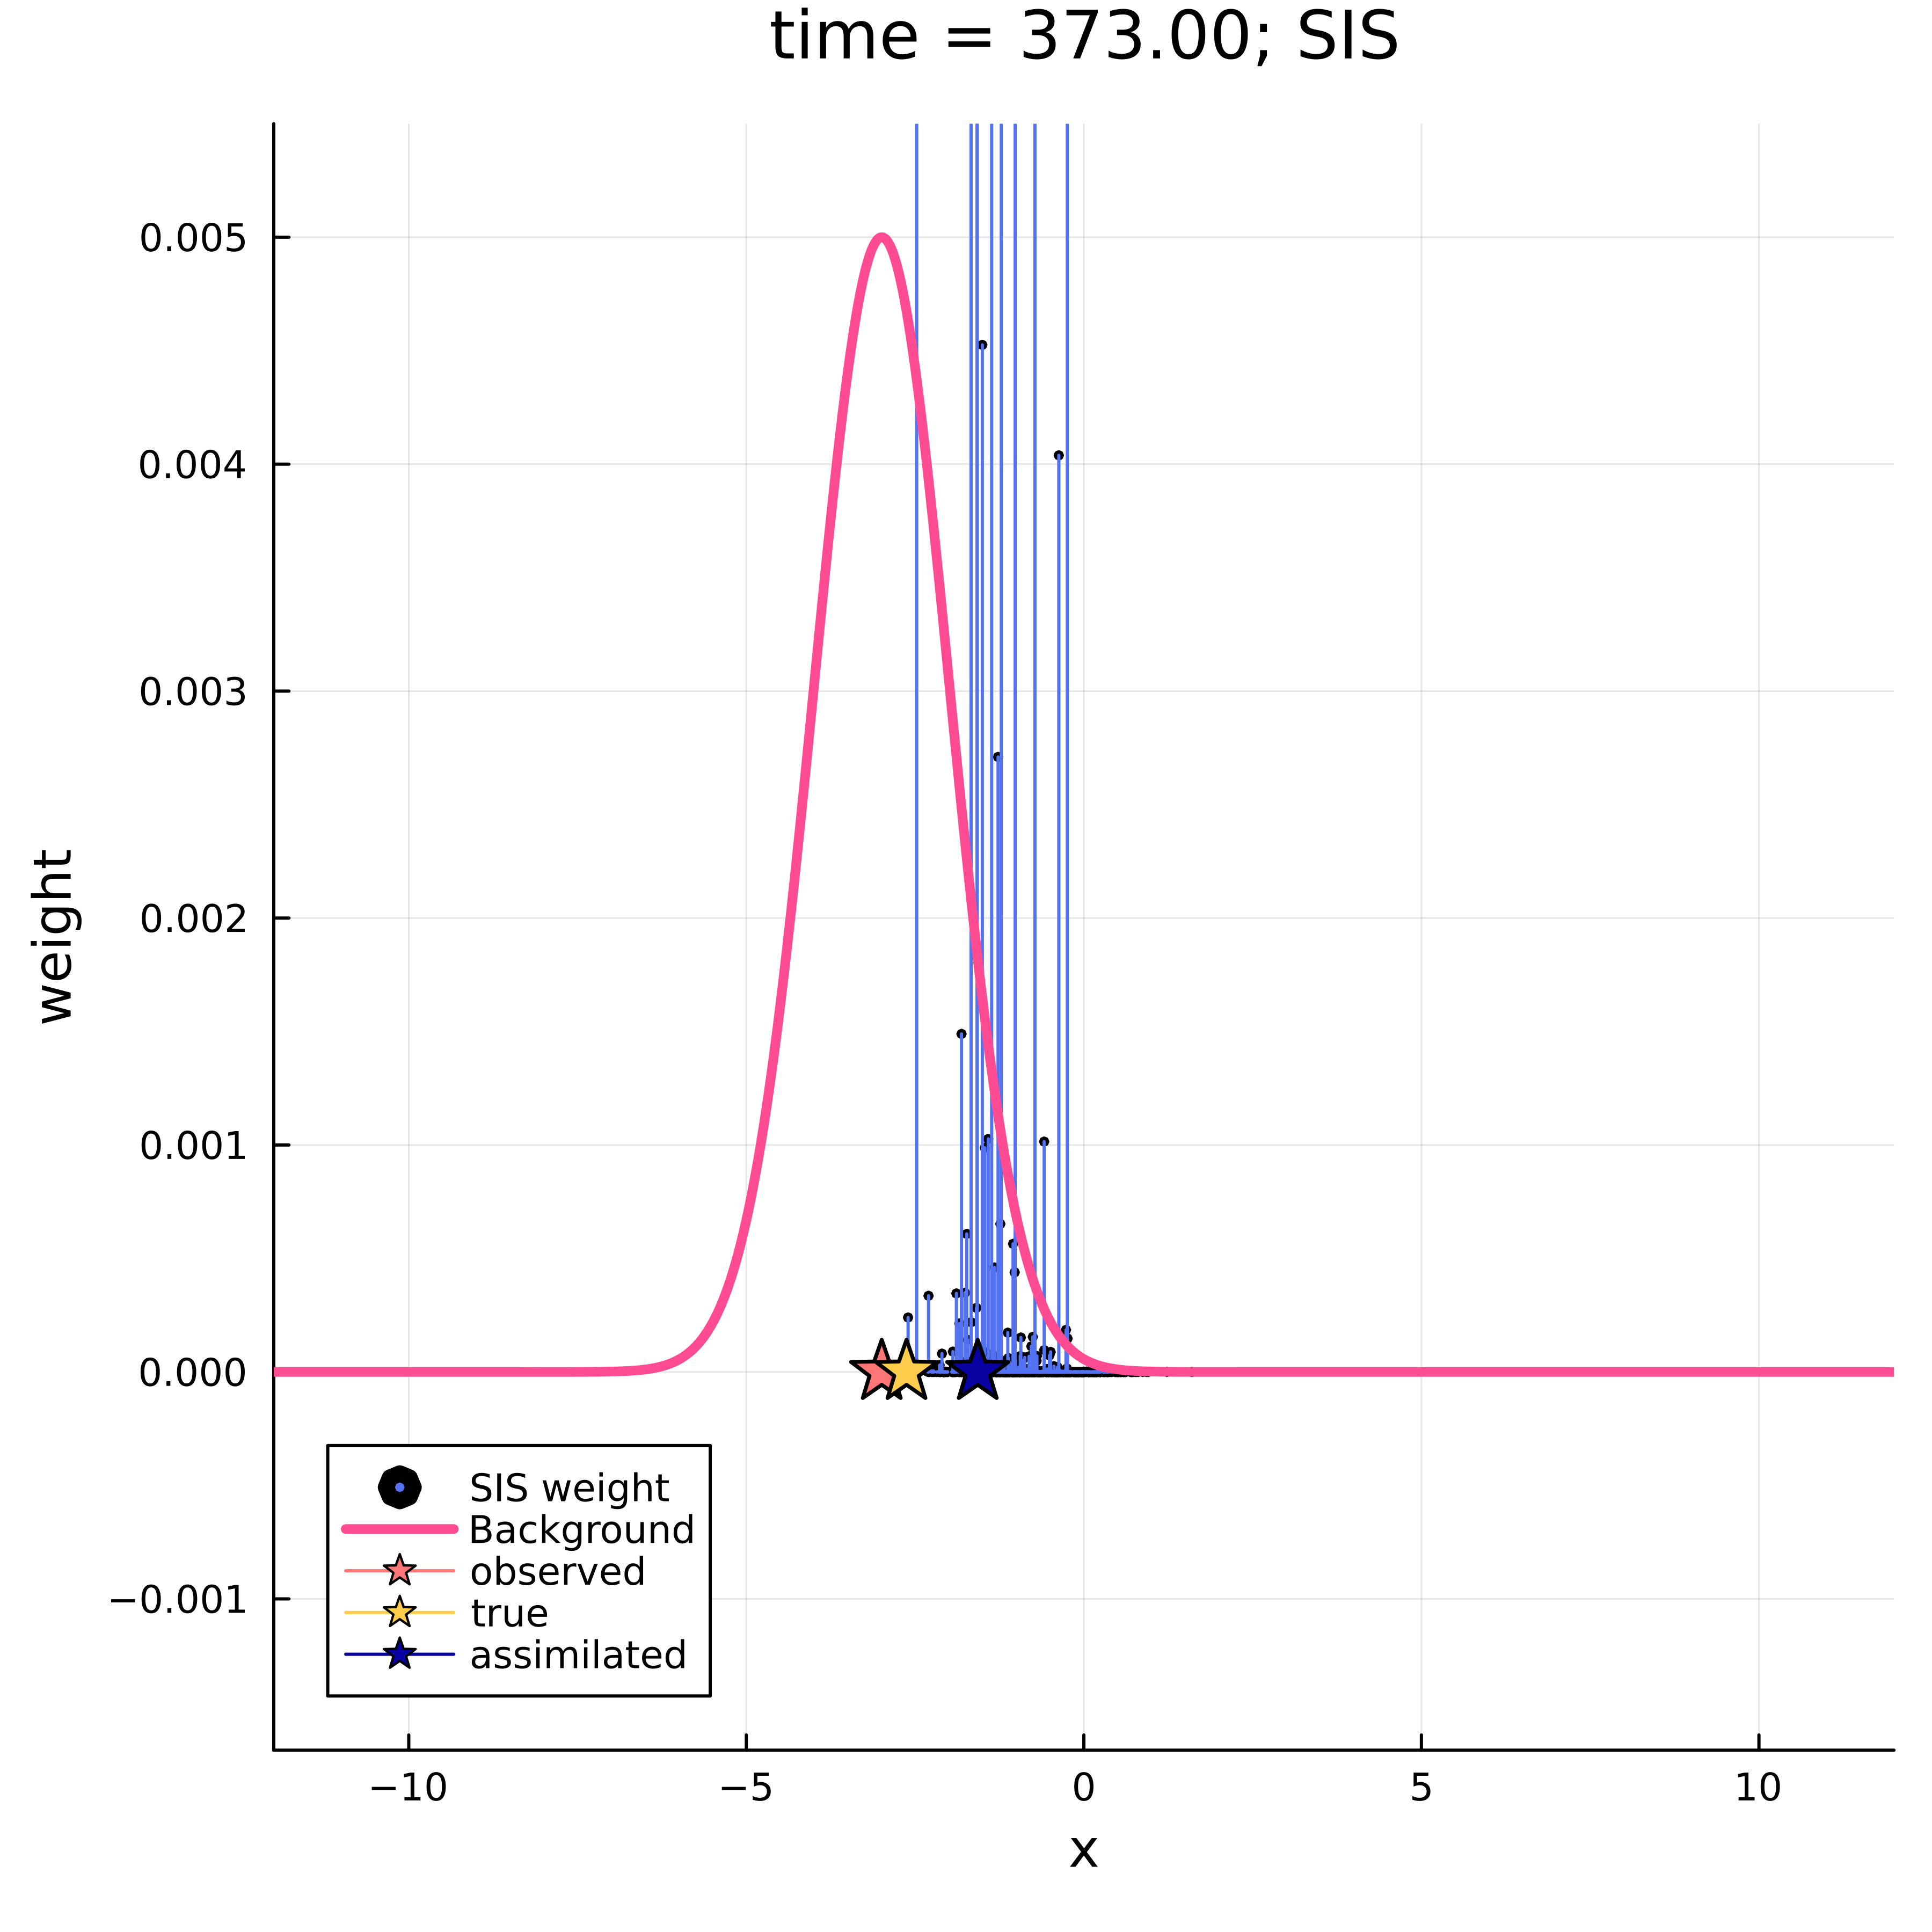 time = 373.00; SIS
weight
0.005
0.004
0.003
0.002
0.001
0.000
−0.001
SIS weight
Background
observed
true
assimilated
−10
−5
0
5
10
x